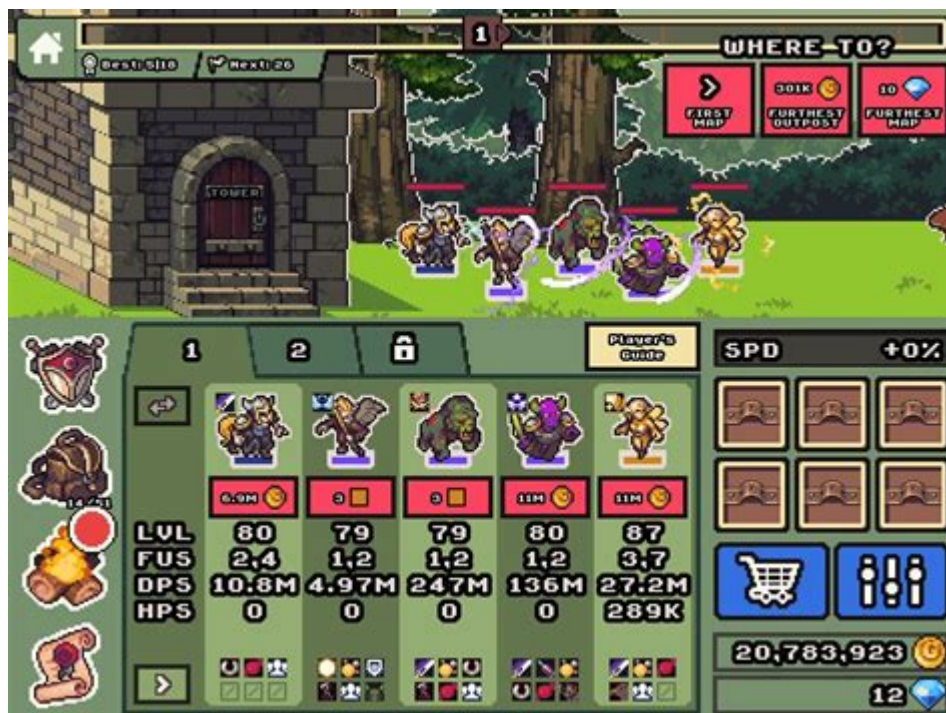 1
WHERE TO?
Best: 5|18
Next: 26
301K
10
FIRST MAP
FURTHEST OUTPOST
FURTHEST MAP
TOWER
1
2
Player's Guide
SPD +0%
14/51
6.9M 3 3 11M 11M
LVL 80 79 79 80 87
FUS 2,4 1,2 1,2 1,2 3,7
DPS 10.8M 4.97M 247M 136M 27.2M
HPS 0 0 0 0 289K
20,783,923 G
12